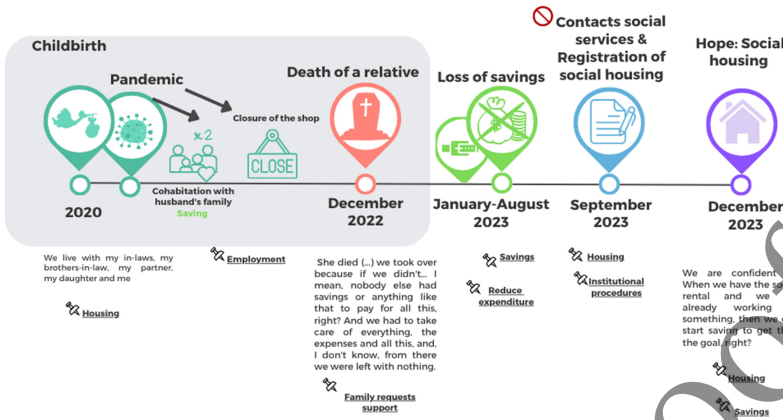 Childbirth
Pandemic
x2
Closure of the shop
CLOSE
Cohabitation with
husband's family
Saving
2020
Death of a relative
December
2022
Loss of savings
January-August
2023
Contacts social
services &
Registration of
social housing
September
2023
Hope: Social
housing
December
2023
We live with my in-laws, my
brothers-in-law, my partner,
my daughter and me
Housing
Employment
She died (...) we took over
because if we didn't,.. I
mean, nobody else had
savings or anything like
that to pay for all this,
right? And we had to take
care of everything, the
expenses and all this, and,
I don't know, from there
we were left with nothing.
Family requests
support
Savings
Reduce
expenditure
Housing
Institutional
procedures
We are confident
When we have the
rental and we
already working
something, then we
start saving to get
the goal, right?
Housing
Savings